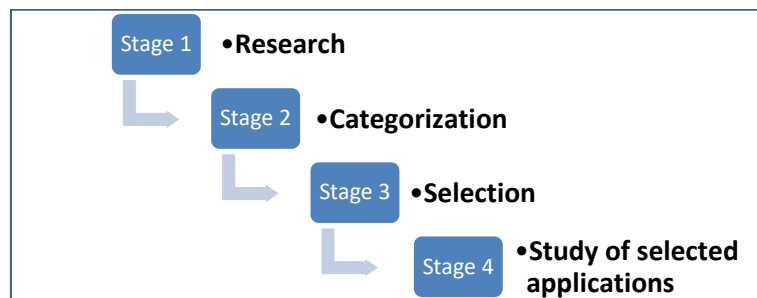 Stage 1 •Research
Stage 2 •Categorization
Stage 3 •Selection
Stage 4 •Study of selected
applications